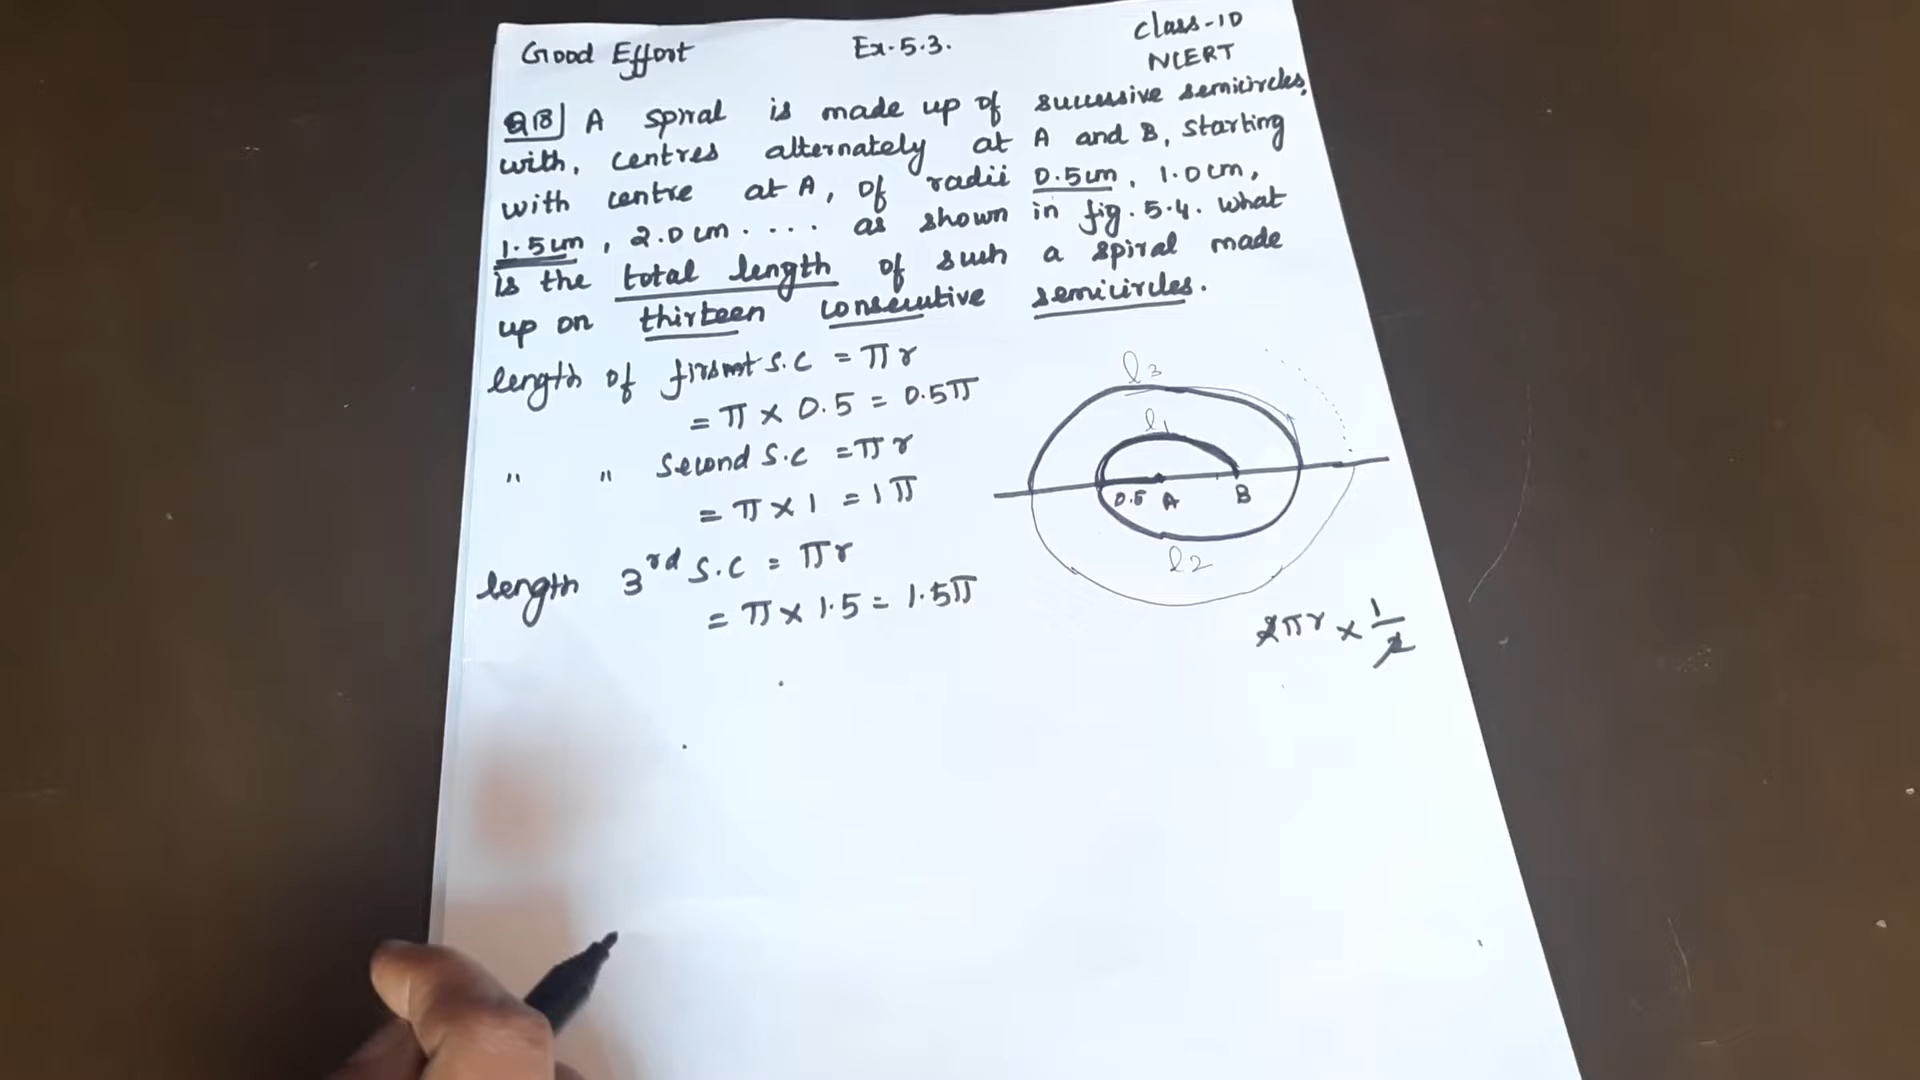 Good Effort Ex. 5.3. Class-10
NCERT
Q18] A spiral is made up of successive semicircles,
with, centres alternately at A and B, starting
with centre at A, of radii 0.5cm, 1.0cm,
1.5cm, 2.0cm.... as shown in fig. 5.4. what
is the total length of such a spiral made
up on thirteen consecutive semicircles.
length of first S.C = πr
= π × 0.5 = 0.5π
" " Second S.C = πr
= π × 1 = 1π
length 3rd S.C = πr
= π × 1.5 = 1.5π
l3
l1
0.5 A B
l2
2πr × 1/2